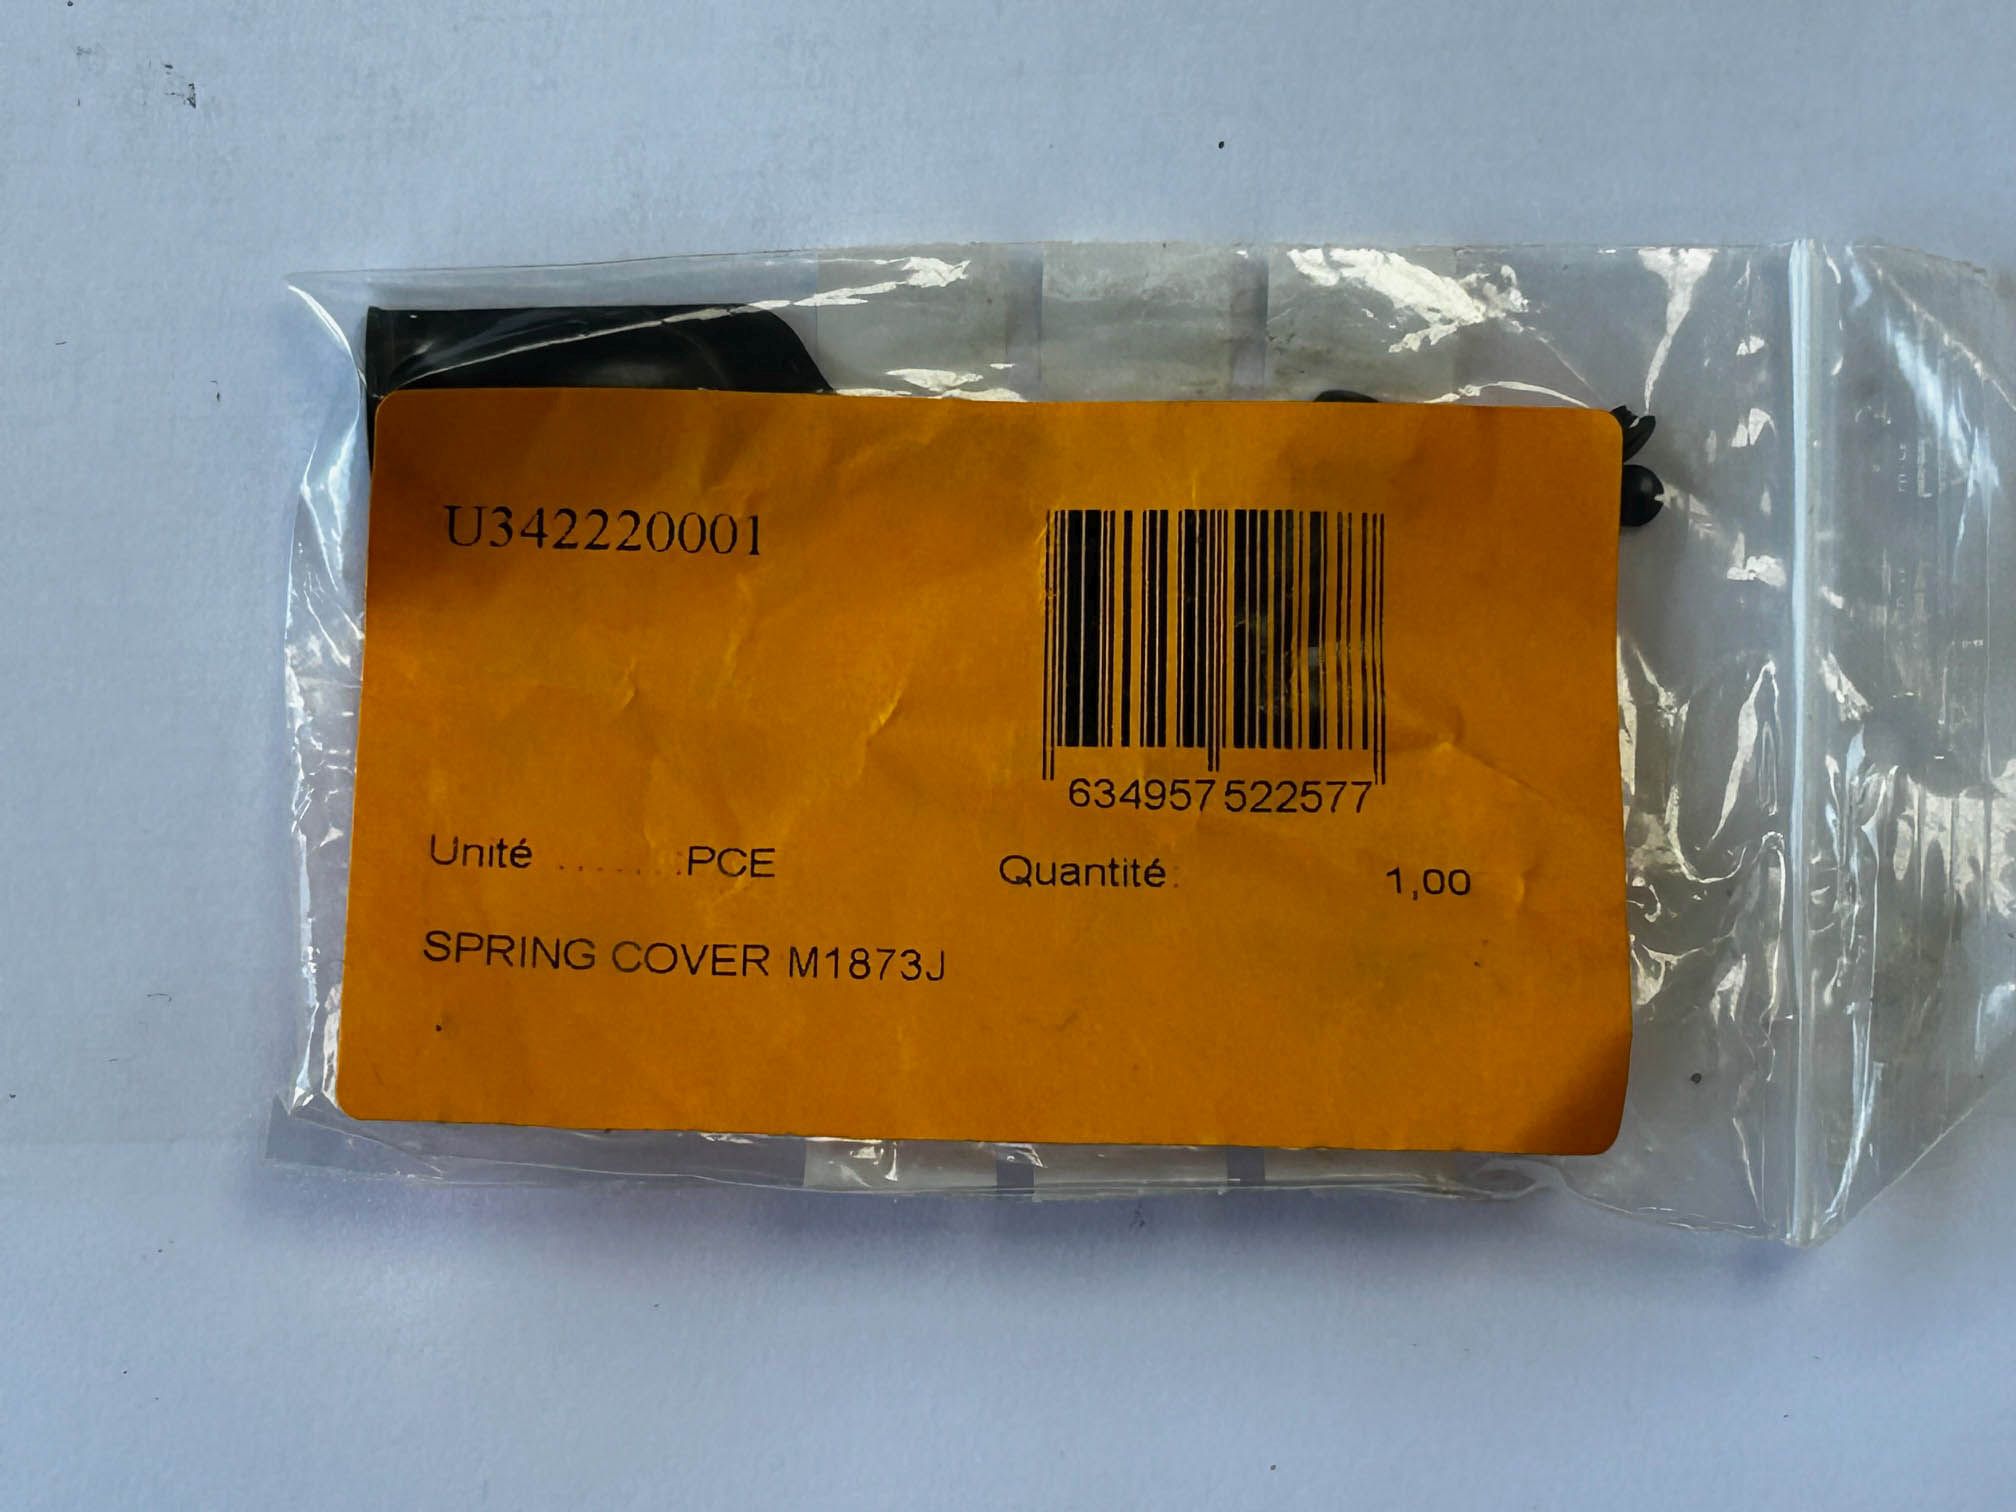 U342220001
634957 522577
Unité .......:PCE Quantité: 1,00
SPRING COVER M1873J